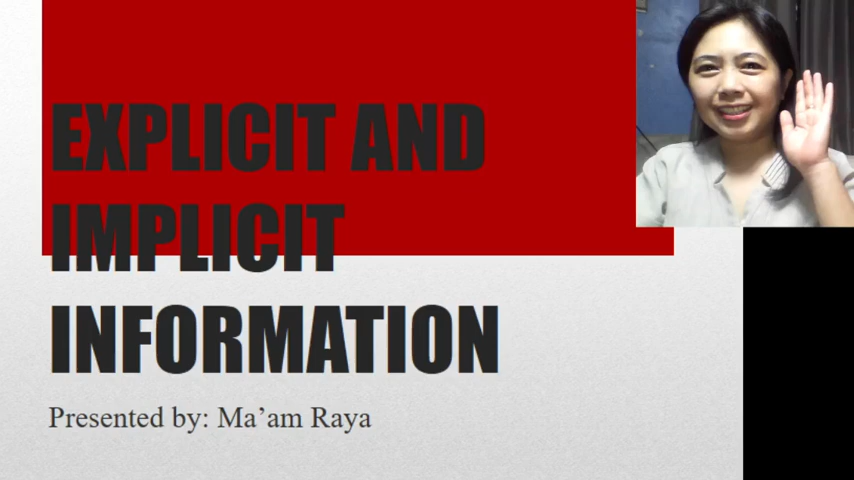 EXPLICIT AND
IMPLICIT
INFORMATION
Presented by: Ma’am Raya